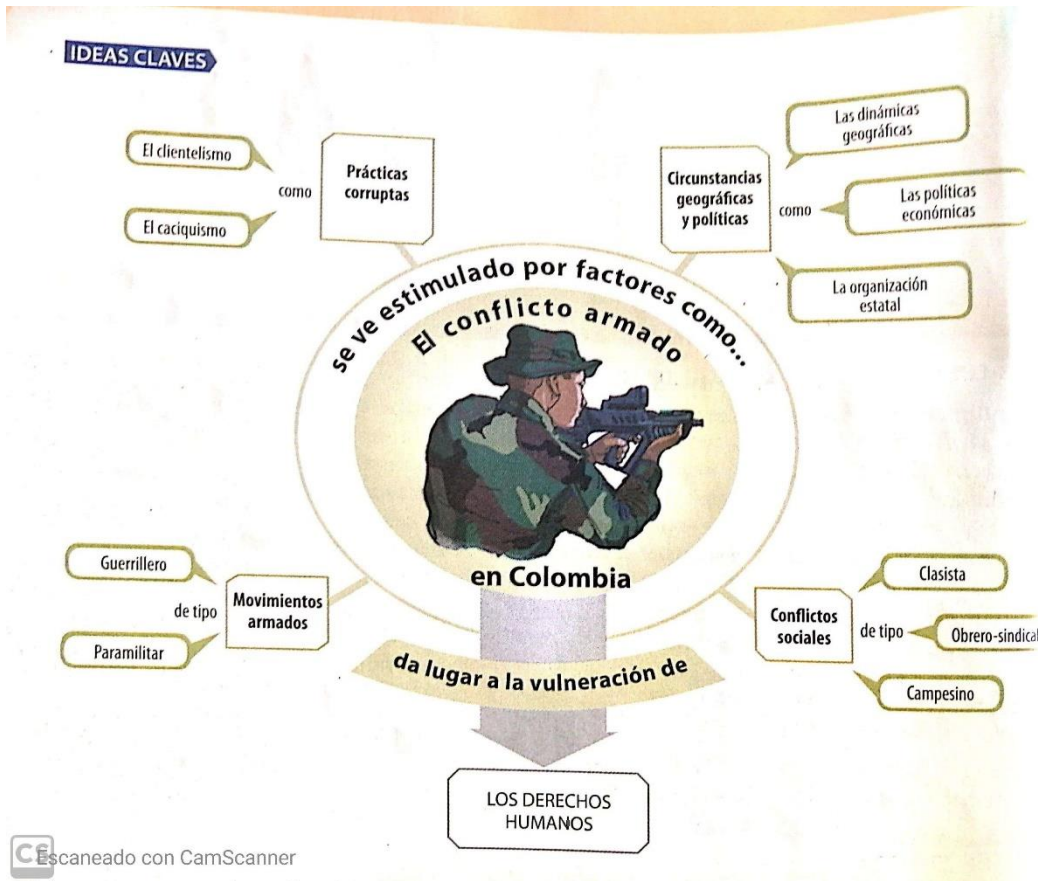 IDEAS CLAVES
El clientelismo
El caciquismo
como
Prácticas
corruptas
Circunstancias
geográficas
y políticas
como
Las dinámicas
geográficas
Las políticas
económicas
La organización
estatal
se ve estimulado por factores como...
El conflicto armado
en Colombia
Guerrillero
de tipo
Paramilitar
Movimientos
armados
Conflictos
sociales
de tipo
Clasista
Obrero-sindical
Campesino
da lugar a la vulneración de
LOS DERECHOS
HUMANOS
CS
Escaneado con CamScanner